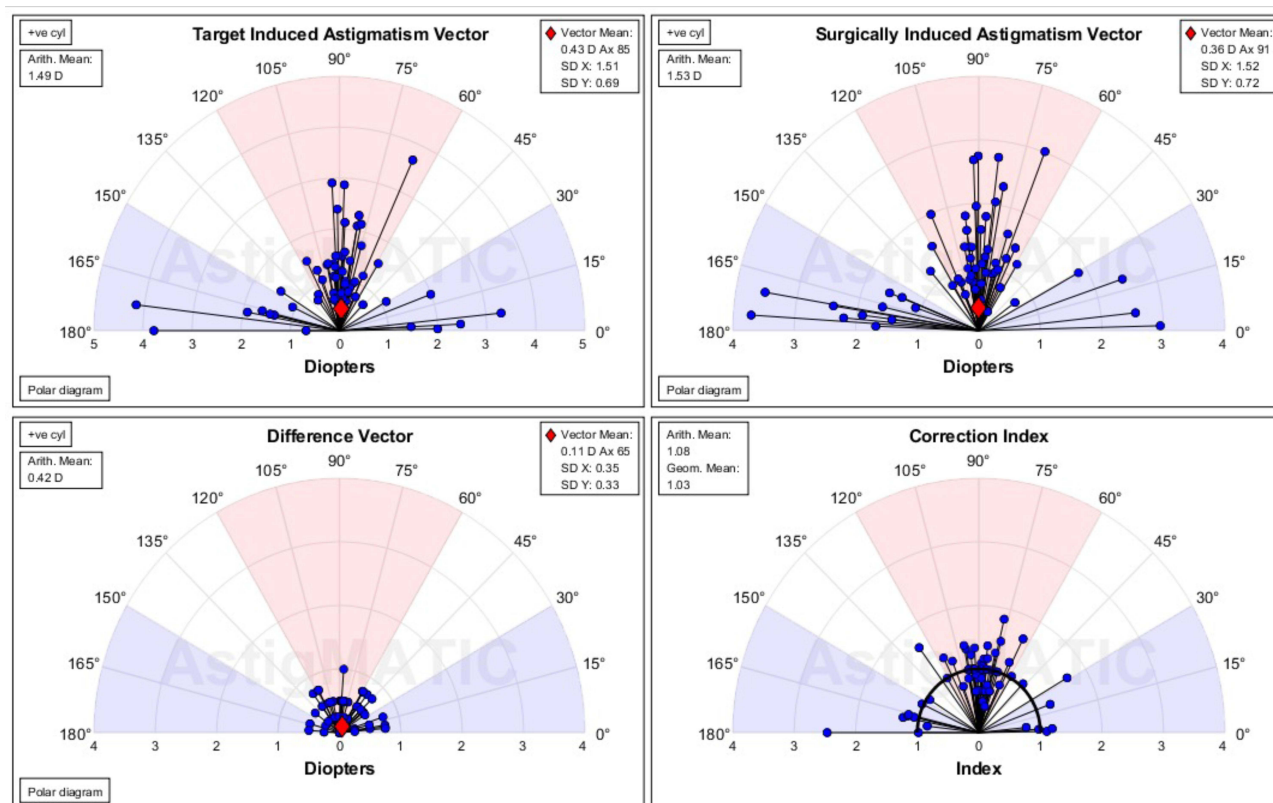 +ve cyl
Arith. Mean:
1.49 D
Target Induced Astigmatism Vector
Vector Mean:
0.43 D Ax 85
SD X: 1.51
SD Y: 0.69
90°
105°
75°
120°
60°
135°
45°
150°
30°
165°
15°
180°
0°
AstigMATIC
5
4
3
2
1
0
1
2
3
4
5
Diopters
Polar diagram
+ve cyl
Arith. Mean:
1.53 D
Surgically Induced Astigmatism Vector
Vector Mean:
0.36 D Ax 91
SD X: 1.52
SD Y: 0.72
90°
105°
75°
120°
60°
135°
45°
150°
30°
165°
15°
180°
0°
AstigMATIC
4
3
2
1
0
1
2
3
4
Diopters
Polar diagram
+ve cyl
Arith. Mean:
0.42 D
Difference Vector
Vector Mean:
0.11 D Ax 65
SD X: 0.35
SD Y: 0.33
90°
105°
75°
120°
60°
135°
45°
150°
30°
165°
15°
180°
0°
AstigMATIC
4
3
2
1
0
1
2
3
4
Diopters
Polar diagram
Arith. Mean:
1.08
Geom. Mean:
1.03
Correction Index
90°
105°
75°
120°
60°
135°
45°
150°
30°
165°
15°
180°
0°
AstigMATIC
4
3
2
1
0
1
2
3
4
Index